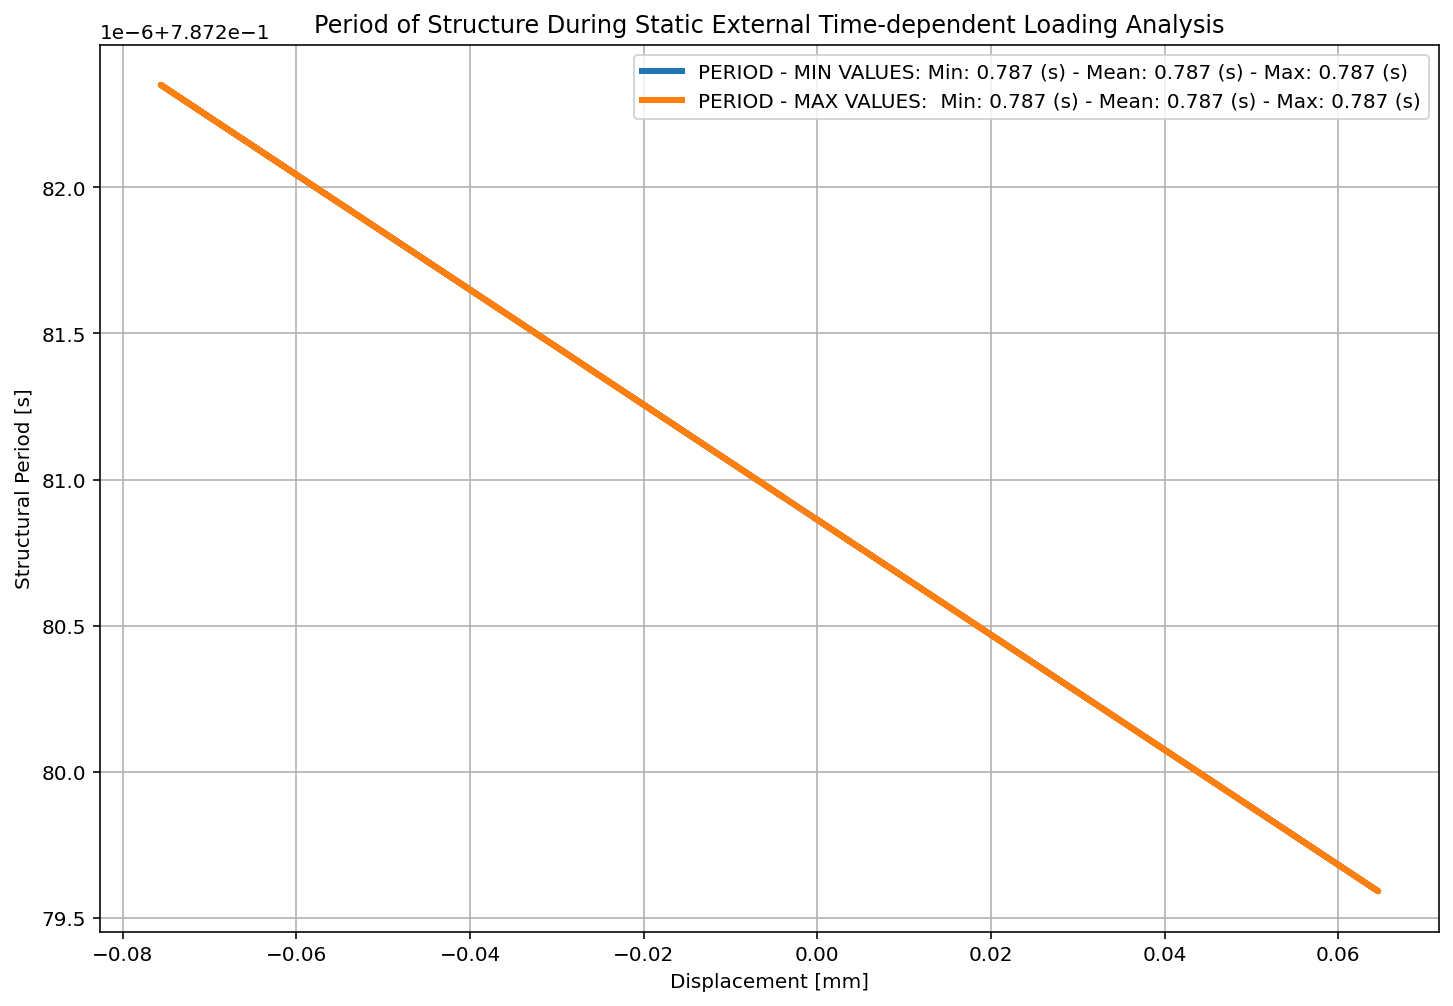 Period of Structure During Static External Time-dependent Loading Analysis
1e−6+7.872e−1
PERIOD - MIN VALUES: Min: 0.787 (s) - Mean: 0.787 (s) - Max: 0.787 (s)
PERIOD - MAX VALUES:  Min: 0.787 (s) - Mean: 0.787 (s) - Max: 0.787 (s)
82.0
81.5
81.0
80.5
80.0
79.5
Structural Period [s]
−0.08 −0.06 −0.04 −0.02 0.00 0.02 0.04 0.06
Displacement [mm]